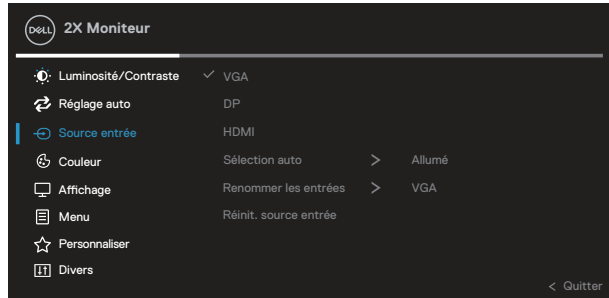 DELL 2X Moniteur
Luminosité/Contraste
Réglage auto
Source entrée
Couleur
Affichage
Menu
Personnaliser
Divers
VGA
DP
HDMI
Sélection auto > Allumé
Renommer les entrées > VGA
Réinit. source entrée
< Quitter